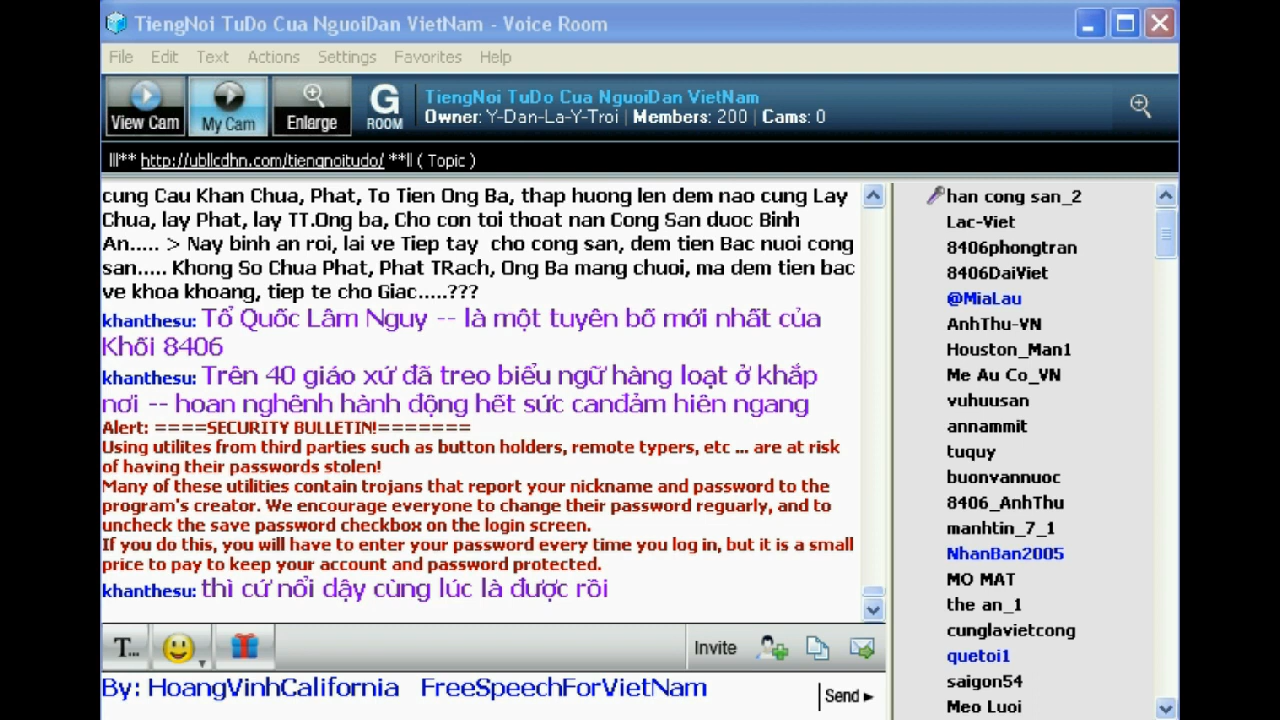 TiengNoi TuDo Cua NguoiDan VietNam - Voice Room
File Edit Text Actions Settings Favorites Help
View Cam My Cam Enlarge G ROOM
TiengNoi TuDo Cua NguoiDan VietNam
Owner: Y-Dan-La-Y-Troi | Members: 200 | Cams: 0
lll** http://ubllcdhn.com/tiengnoitudo/ **ll ( Topic )
cung Cau Khan Chua, Phat, To Tien Ong Ba, thap huong len dem nao cung Lay
Chua, lay Phat, lay TT.Ong ba, Cho con toi thoat nan Cong San duoc Binh
An..... > Nay binh an roi, lai ve Tiep tay cho cong san, dem tien Bac nuoi cong
san..... Khong So Chua Phat, Phat TRach, Ong Ba mang chuoi, ma dem tien bac
ve khoa khoang, tiep te cho Giac.....???
khanthesu: Tổ Quốc Lâm Nguy -- là một tuyên bố mới nhất của
Khối 8406
khanthesu: Trên 40 giáo xứ đã treo biểu ngữ hàng loạt ở khắp
nơi -- hoan nghênh hành động hết sức canđảm hiên ngang
Alert: ====SECURITY BULLETIN!=======
Using utilites from third parties such as button holders, remote typers, etc ... are at risk
of having their passwords stolen!
Many of these utilities contain trojans that report your nickname and password to the
program's creator. We encourage everyone to change their password reguarly, and to
uncheck the save password checkbox on the login screen.
If you do this, you will have to enter your password every time you log in, but it is a small
price to pay to keep your account and password protected.
khanthesu: thì cứ nổi dậy cùng lúc là được rồi
T... Invite
By: HoangVinhCalifornia FreeSpeechForVietNam
Send
han cong san_2
Lac-Viet
8406phongtran
8406DaiViet
@MiaLau
AnhThu-VN
Houston_Man1
Me Au Co_VN
vuhuusan
annammit
tuquy
buonvannuoc
8406_AnhThu
manhtin_7_1
NhanBan2005
MO MAT
the an_1
cunglavietcong
quetoi1
saigon54
Meo Luoi